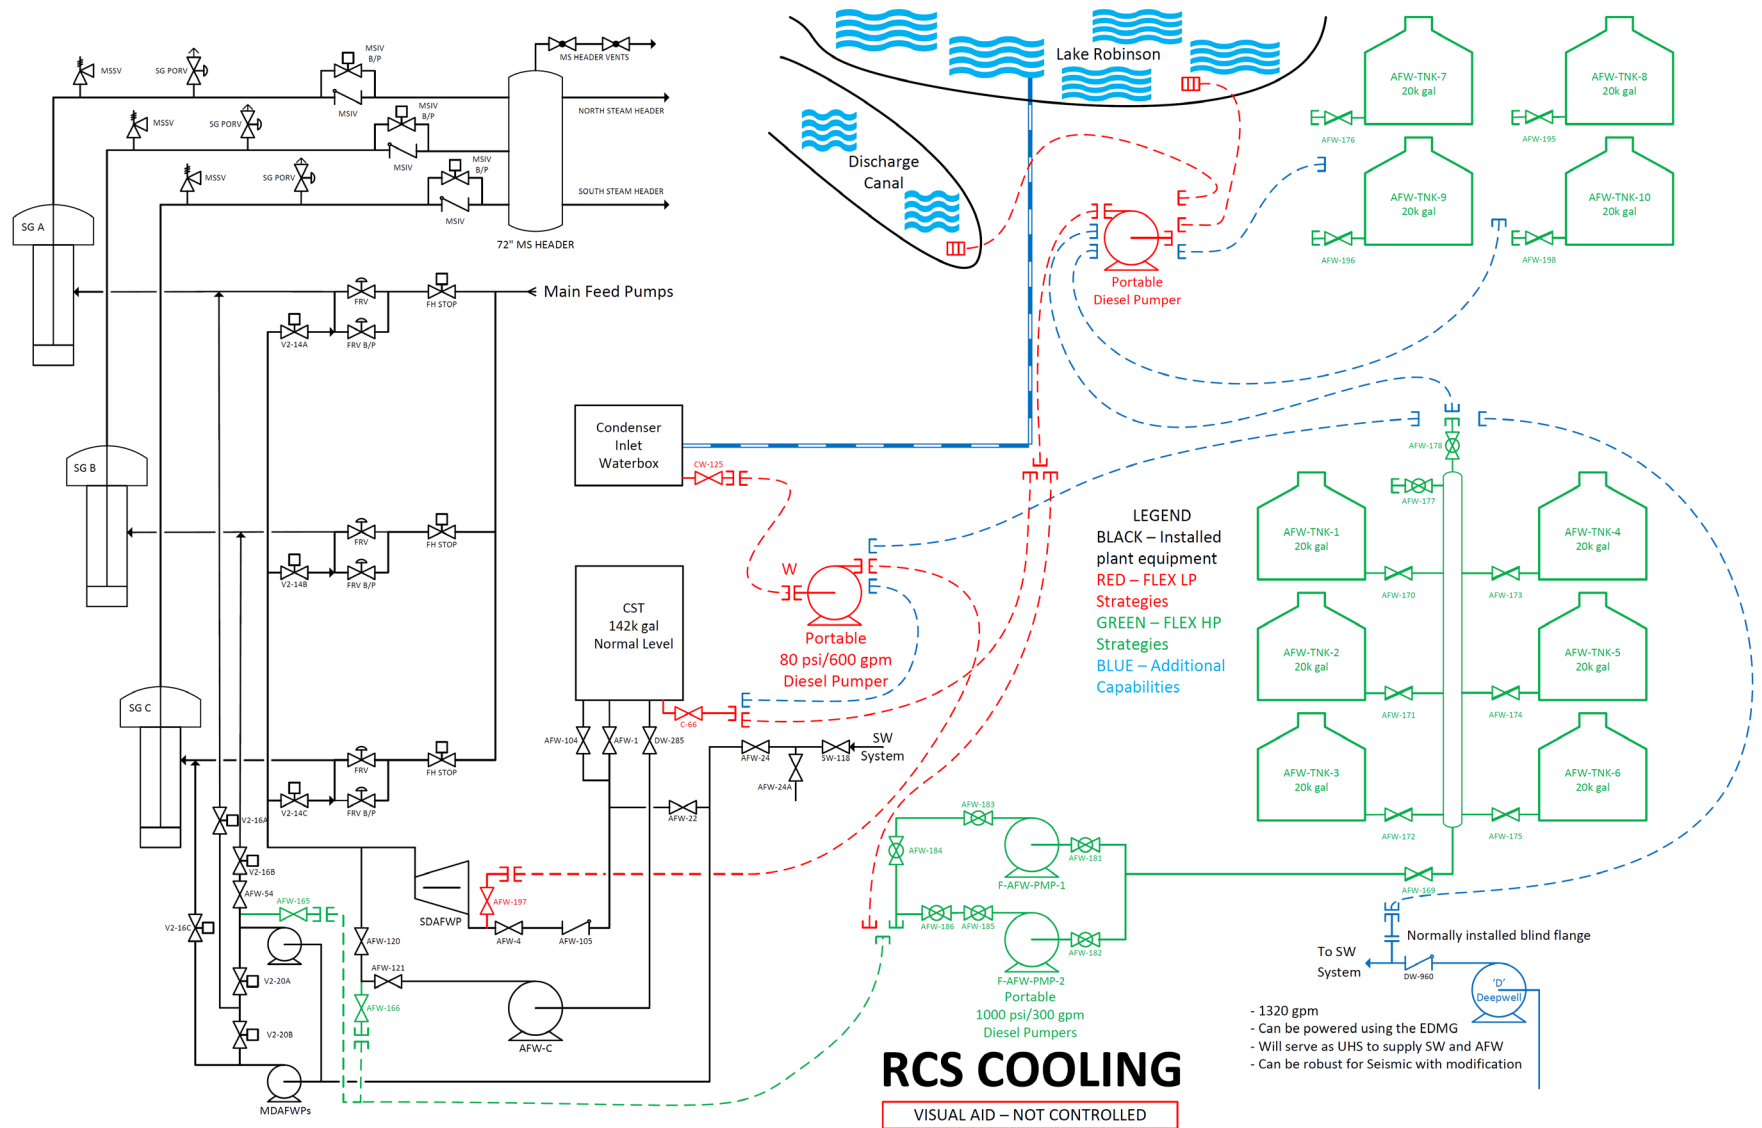 MSSV
SG PORV
MSIV
B/P
MSIV
MS HEADER VENTS
NORTH STEAM HEADER
MSSV
SG PORV
MSIV
B/P
MSIV
MSSV
SG PORV
MSIV
B/P
MSIV
SOUTH STEAM HEADER
72" MS HEADER
SG A
SG B
SG C
Main Feed Pumps
FRV
FH STOP
V2-14A
FRV B/P
FRV
FH STOP
V2-14B
FRV B/P
FRV
FH STOP
V2-14C
FRV B/P
V2-16A
V2-16B
AFW-54
AFW-165
V2-16C
V2-20A
V2-20B
MDAFWPs
AFW-120
AFW-121
AFW-166
AFW-C
SDAFWP
AFW-197
AFW-4
AFW-105
Lake Robinson
Discharge
Canal
Portable
Diesel Pumper
Condenser
Inlet
Waterbox
CW-125
W
Portable
80 psi/600 gpm
Diesel Pumper
CST
142k gal
Normal Level
C-66
AFW-104
AFW-1
DW-285
AFW-24
SW-118
SW
System
AFW-24A
AFW-22
LEGEND
BLACK – Installed
plant equipment
RED – FLEX LP
Strategies
GREEN – FLEX HP
Strategies
BLUE – Additional
Capabilities
AFW-183
AFW-184
AFW-181
F-AFW-PMP-1
AFW-186
AFW-185
AFW-182
F-AFW-PMP-2
Portable
1000 psi/300 gpm
Diesel Pumpers
AFW-TNK-7
20k gal
AFW-176
AFW-TNK-8
20k gal
AFW-195
AFW-TNK-9
20k gal
AFW-196
AFW-TNK-10
20k gal
AFW-198
AFW-178
AFW-177
AFW-TNK-1
20k gal
AFW-170
AFW-TNK-4
20k gal
AFW-173
AFW-TNK-2
20k gal
AFW-171
AFW-TNK-5
20k gal
AFW-174
AFW-TNK-3
20k gal
AFW-172
AFW-TNK-6
20k gal
AFW-175
AFW-169
Normally installed blind flange
To SW
System
DW-960
'D'
Deepwell
- 1320 gpm
- Can be powered using the EDMG
- Will serve as UHS to supply SW and AFW
- Can be robust for Seismic with modification
RCS COOLING
VISUAL AID – NOT CONTROLLED